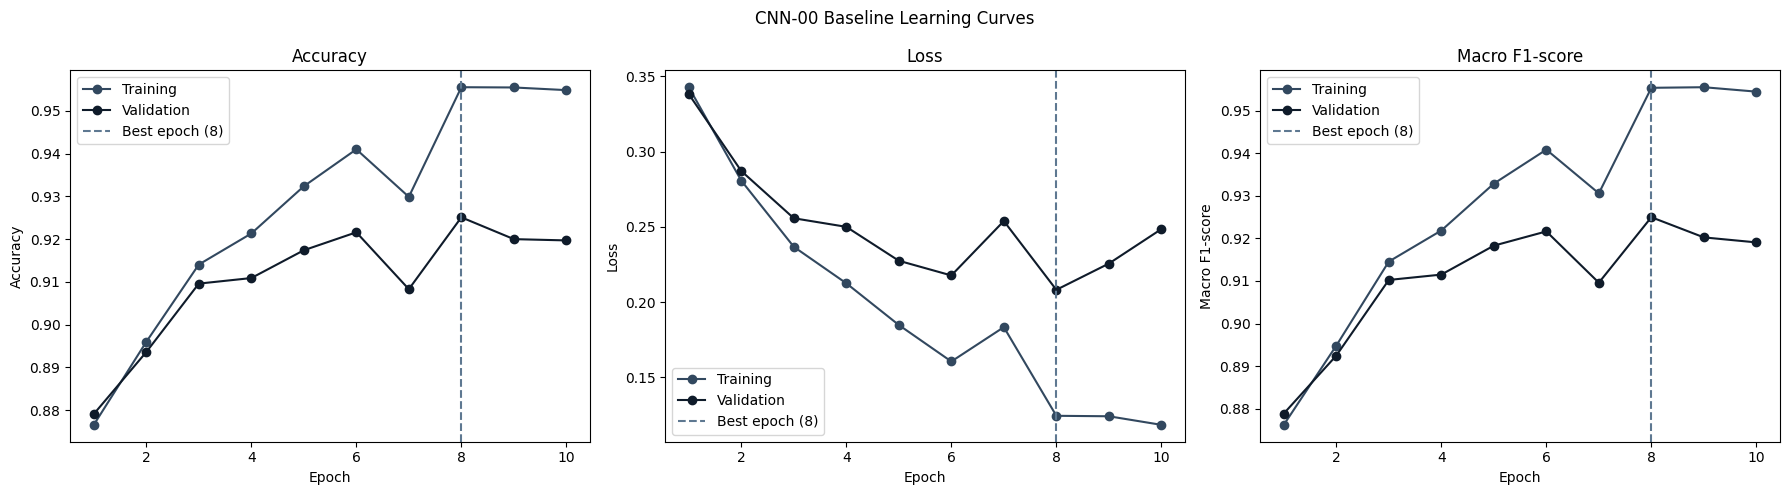 CNN-00 Baseline Learning Curves
Accuracy
Training
Validation
Best epoch (8)
Accuracy
0.95
0.94
0.93
0.92
0.91
0.90
0.89
0.88
2 4 6 8 10
Epoch
Loss
Training
Validation
Best epoch (8)
Loss
0.35
0.30
0.25
0.20
0.15
2 4 6 8 10
Epoch
Macro F1-score
Training
Validation
Best epoch (8)
Macro F1-score
0.95
0.94
0.93
0.92
0.91
0.90
0.89
0.88
2 4 6 8 10
Epoch